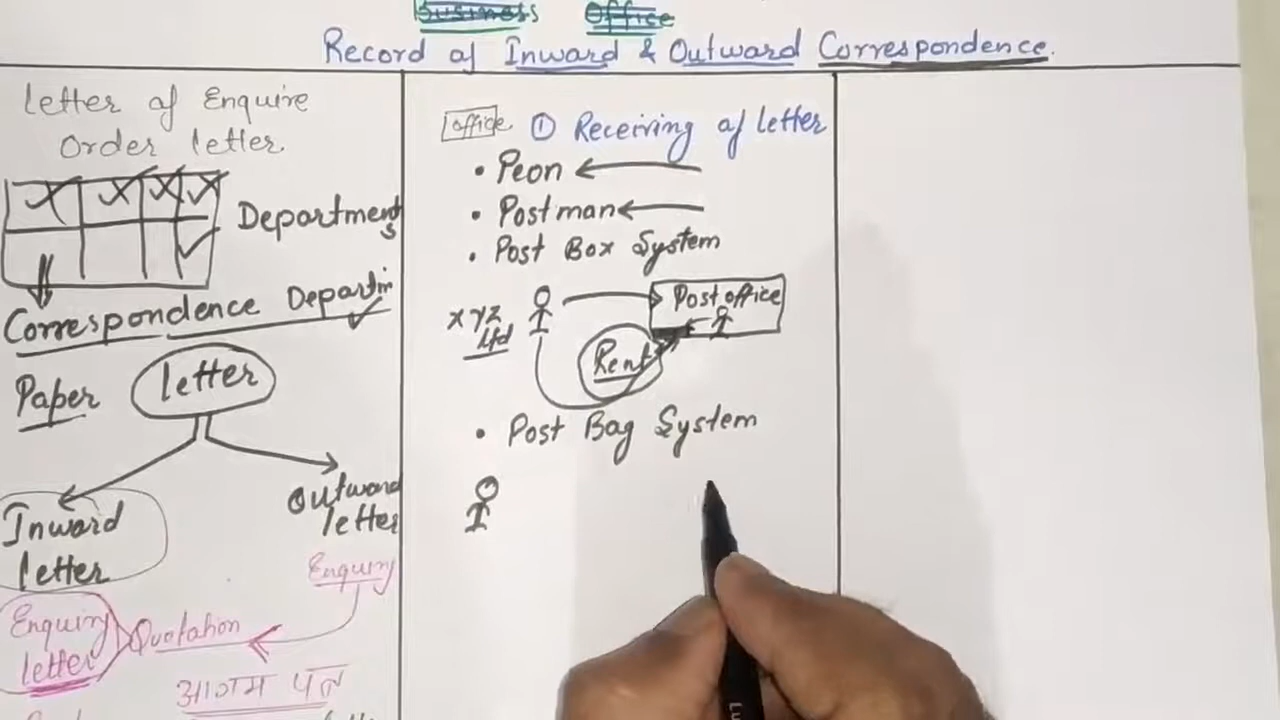 Business Office
Record of Inward & Outward Correspondence.
Letter of Enquire
Order letter
Departments
Correspondence Departm
Paper
letter
Inward
letter
Outward
letter
Enquiry
Enquiry
letter
Quotation
आगम पत्र
office
① Receiving of letter
• Peon
• Postman
• Post Box System
xyz
Ltd
Post office
Rent
• Post Bag System